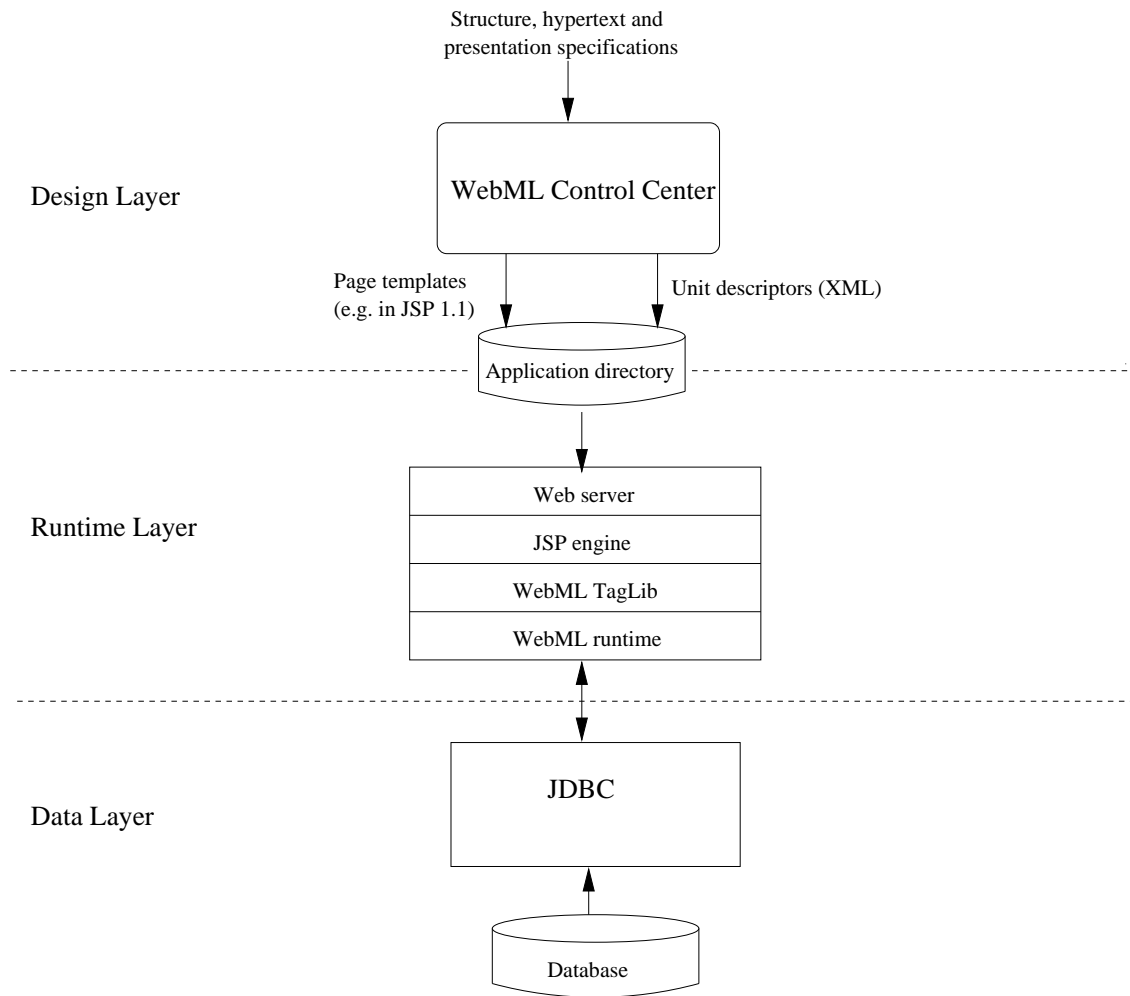 Structure, hypertext and
presentation specifications
Design Layer
WebML Control Center
Page templates
(e.g. in JSP 1.1)
Unit descriptors (XML)
Application directory
Runtime Layer
Web server
JSP engine
WebML TagLib
WebML runtime
Data Layer
JDBC
Database